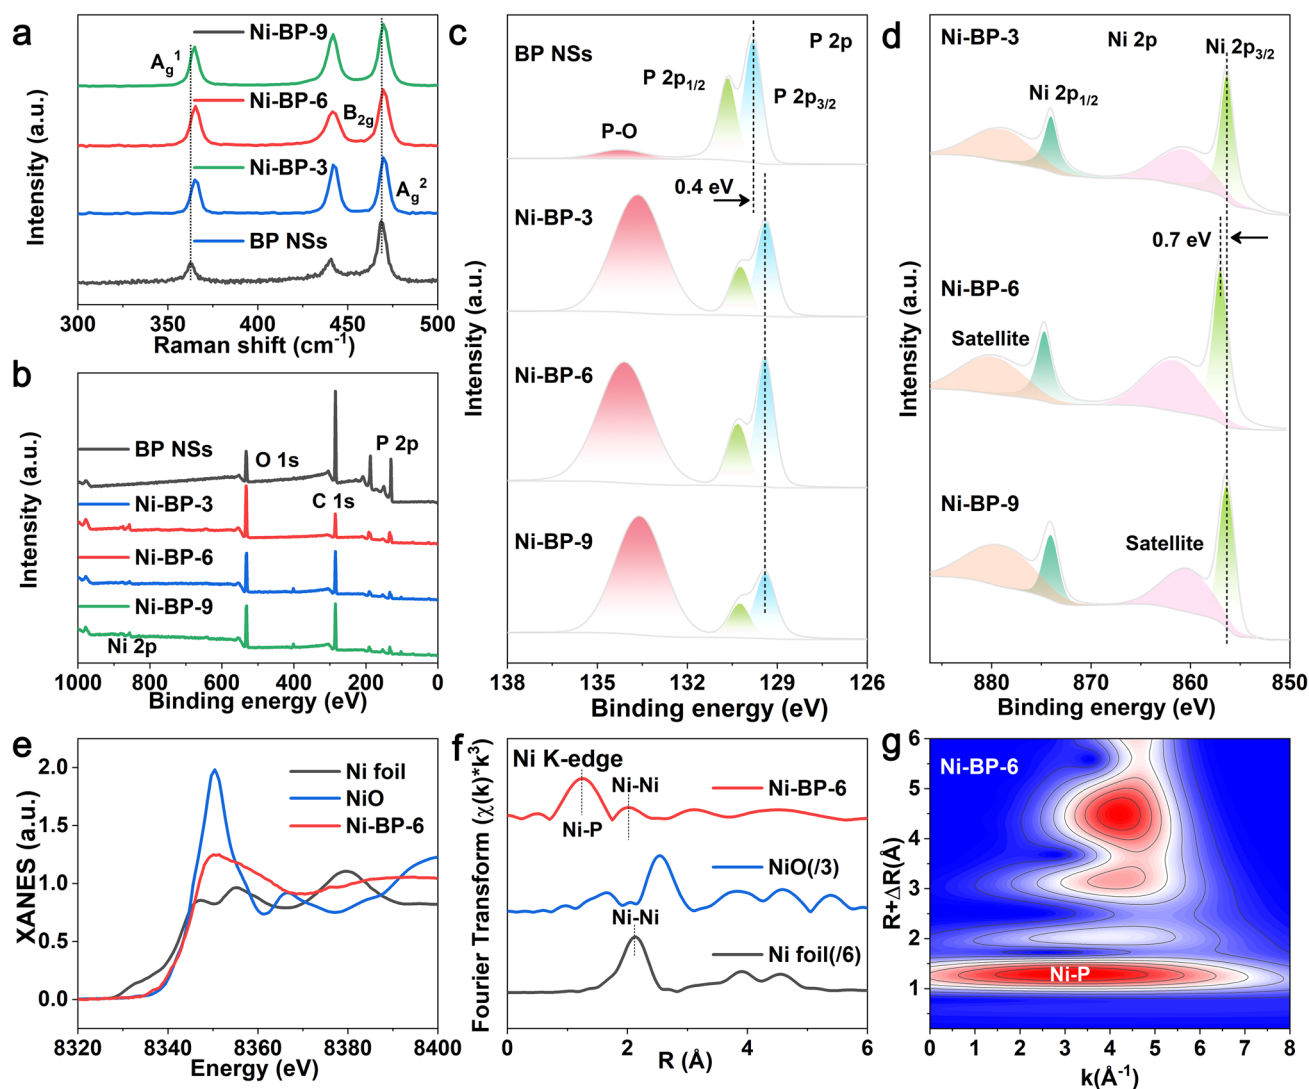 a
Ni-BP-9
A_g^1
Ni-BP-6
B_2g
Ni-BP-3
A_g^2
BP NSs
Intensity (a.u.)
300 350 400 450 500
Raman shift (cm^-1)
b
BP NSs
O 1s
P 2p
Ni-BP-3
C 1s
Ni-BP-6
Ni-BP-9
Ni 2p
Intensity (a.u.)
1000 800 600 400 200 0
Binding energy (eV)
c
BP NSs
P 2p
P 2p_1/2
P 2p_3/2
P-O
0.4 eV
Ni-BP-3
Ni-BP-6
Ni-BP-9
Intensity (a.u.)
138 135 132 129 126
Binding energy (eV)
d
Ni-BP-3
Ni 2p
Ni 2p_3/2
Ni 2p_1/2
0.7 eV
Ni-BP-6
Satellite
Ni-BP-9
Satellite
Intensity (a.u.)
880 870 860 850
Binding energy (eV)
e
Ni foil
NiO
Ni-BP-6
XANES (a.u.)
2.0
1.5
1.0
0.5
0.0
8320 8340 8360 8380 8400
Energy (eV)
f
Ni K-edge
Ni-Ni
Ni-BP-6
Ni-P
NiO(/3)
Ni-Ni
Ni foil(/6)
Fourier Transform (χ(k)*k^3)
0 2 4 6
R (Å)
g
Ni-BP-6
Ni-P
R+ΔR(Å)
6
5
4
3
2
1
0 1 2 3 4 5 6 7 8
k(Å^-1)